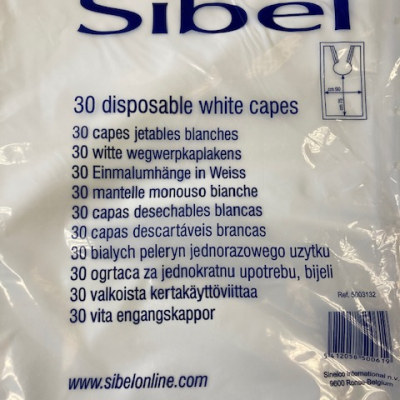 Sibel
30 disposable white capes
30 capes jetables blanches
30 witte wegwerpkaplakens
30 Einmalumhänge in Weiss
30 mantelle monouso bianche
30 capas desechables blancas
30 capas descartáveis brancas
30 bialych peleryn jednorazowego uzytku
30 ogrtaca za jednokratnu upotrebu, bijeli
30 valkoista kertakäyttöviittaa
30 vita engangskappor
Ref: 5003132
www.sibelonline.com
Sinelco International n.v.
9600 Ronse-Belgium